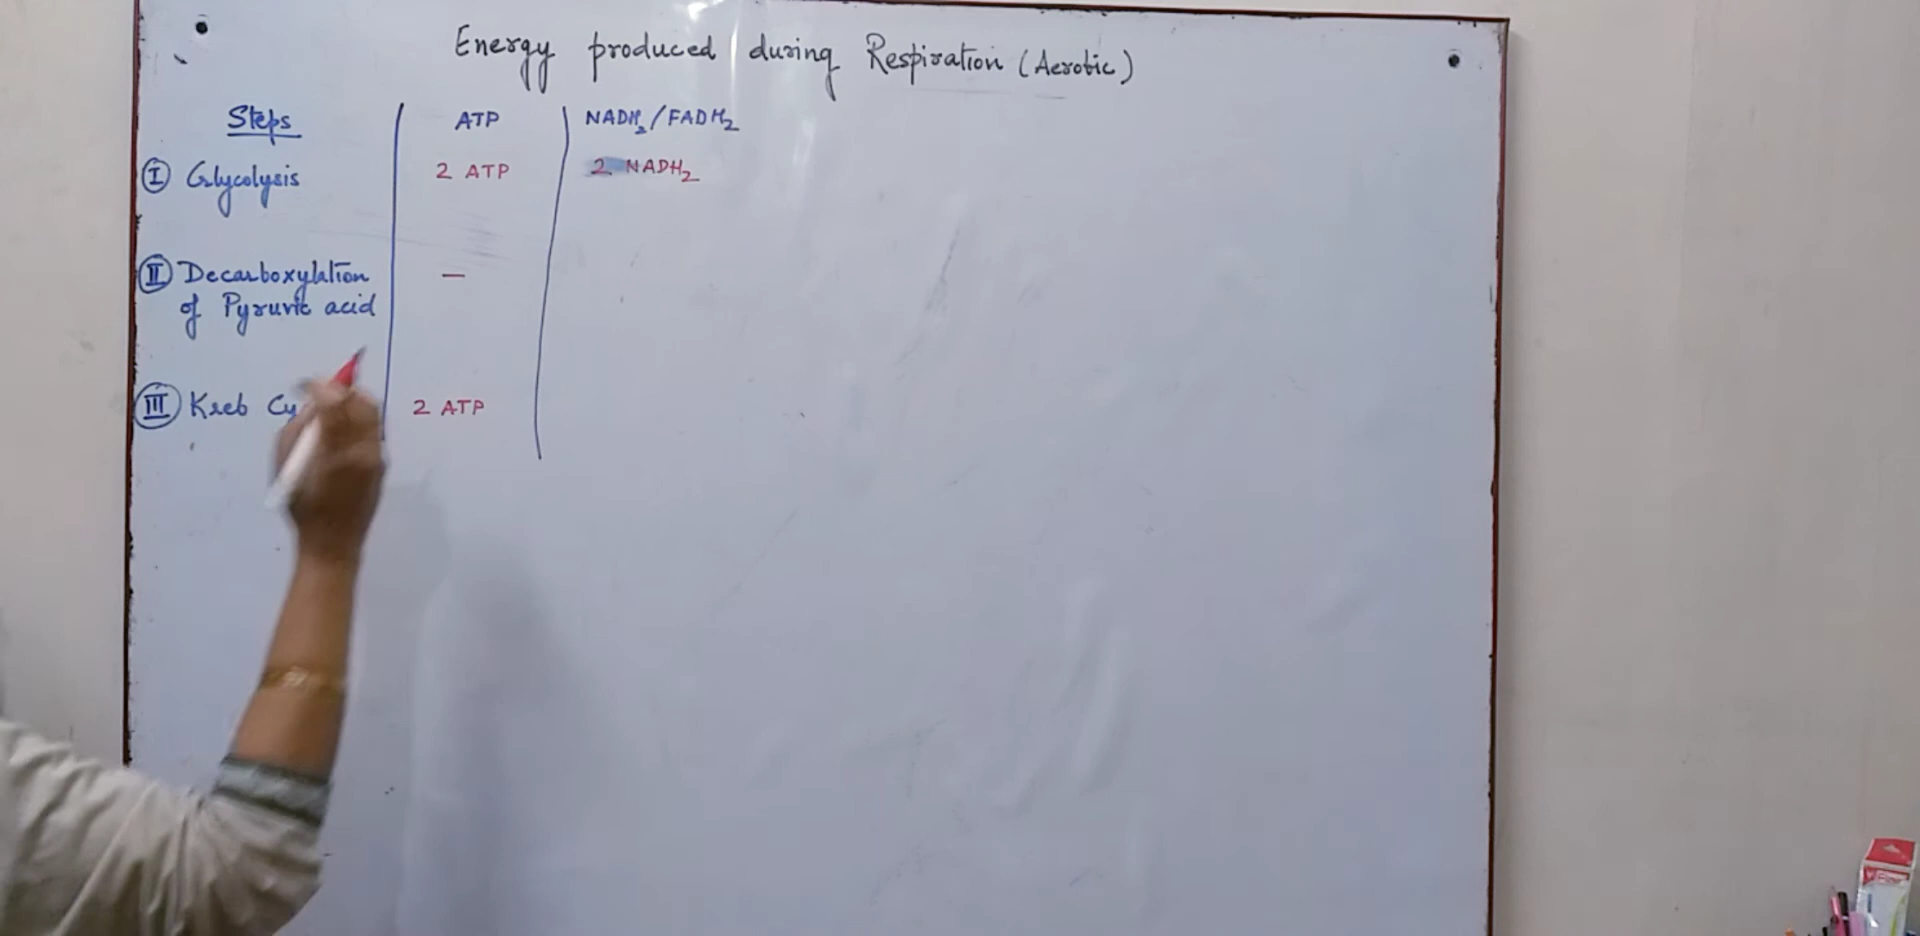 Energy produced during Respiration (Aerobic)
Steps ATP NADH2/FADH2
I Glycolysis 2 ATP 2 NADH2
II Decarboxylation —
of Pyruvic acid
III Kreb 2 ATP